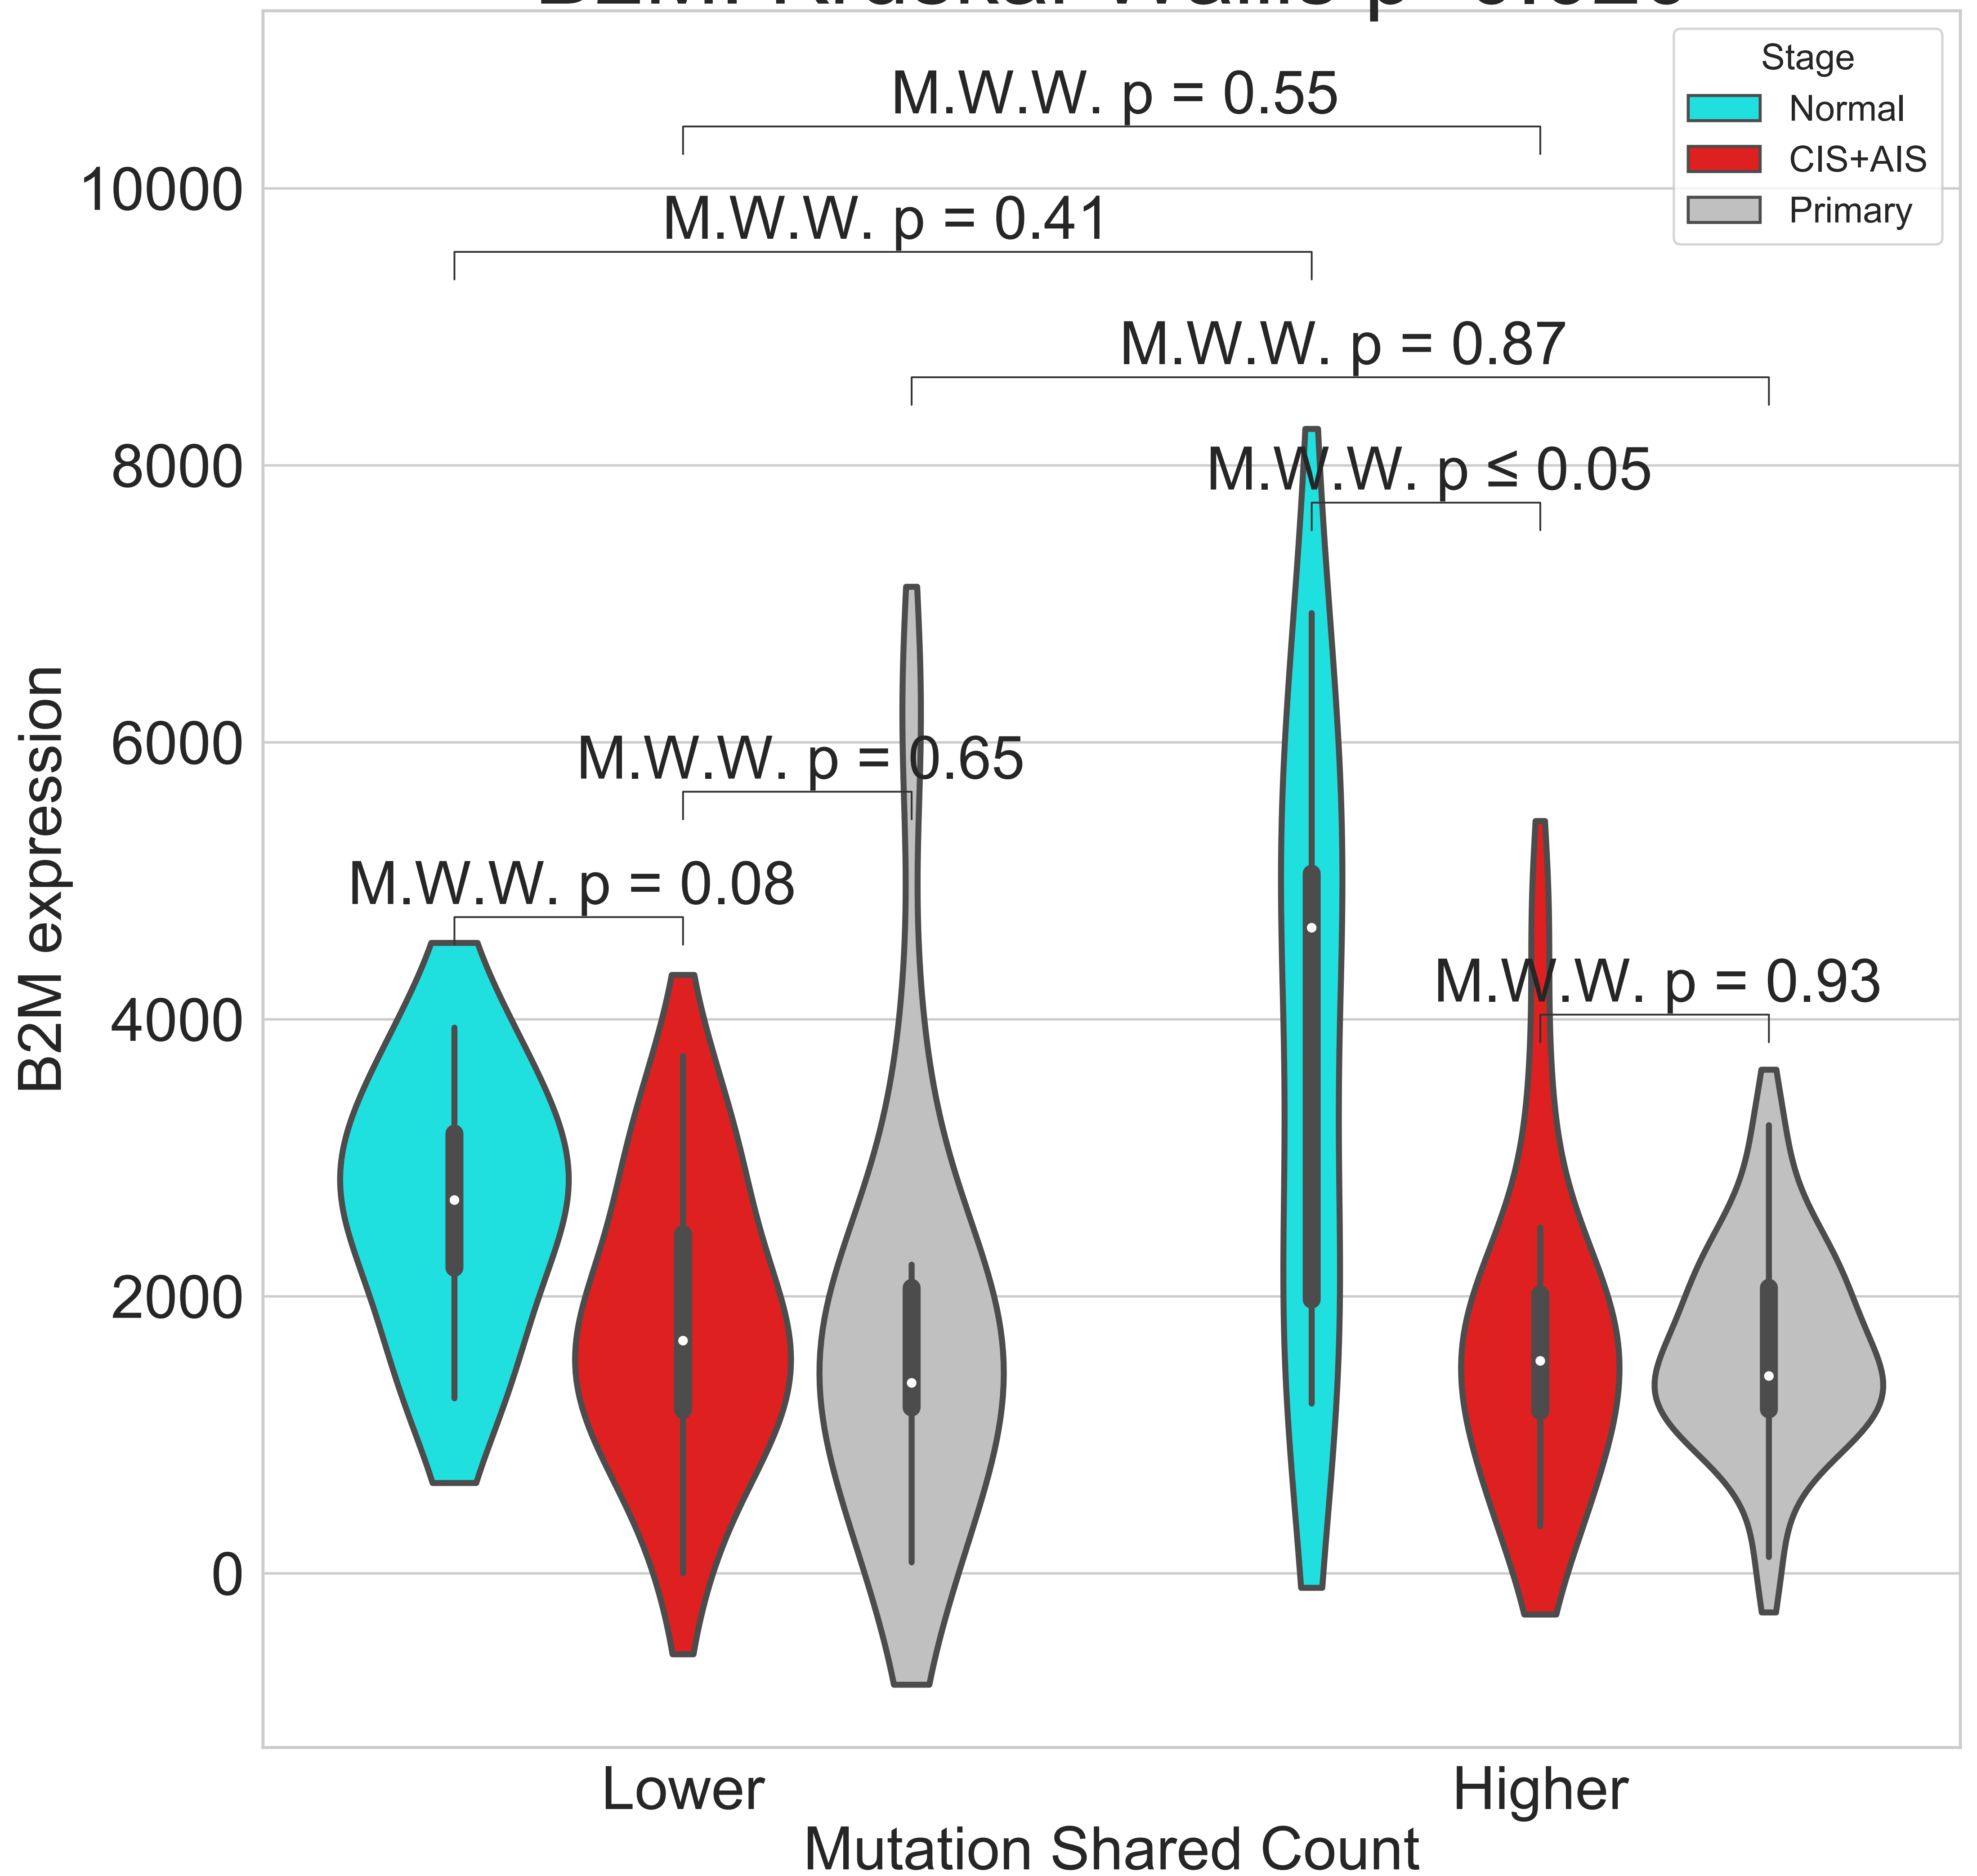 M.W.W. p = 0.55
Stage
Normal
CIS+AIS
Primary
10000
M.W.W. p = 0.41
M.W.W. p = 0.87
8000
M.W.W. p ≤ 0.05
6000
M.W.W. p = 0.65
M.W.W. p = 0.08
M.W.W. p = 0.93
4000
2000
0
B2M expression
Lower
Higher
Mutation Shared Count